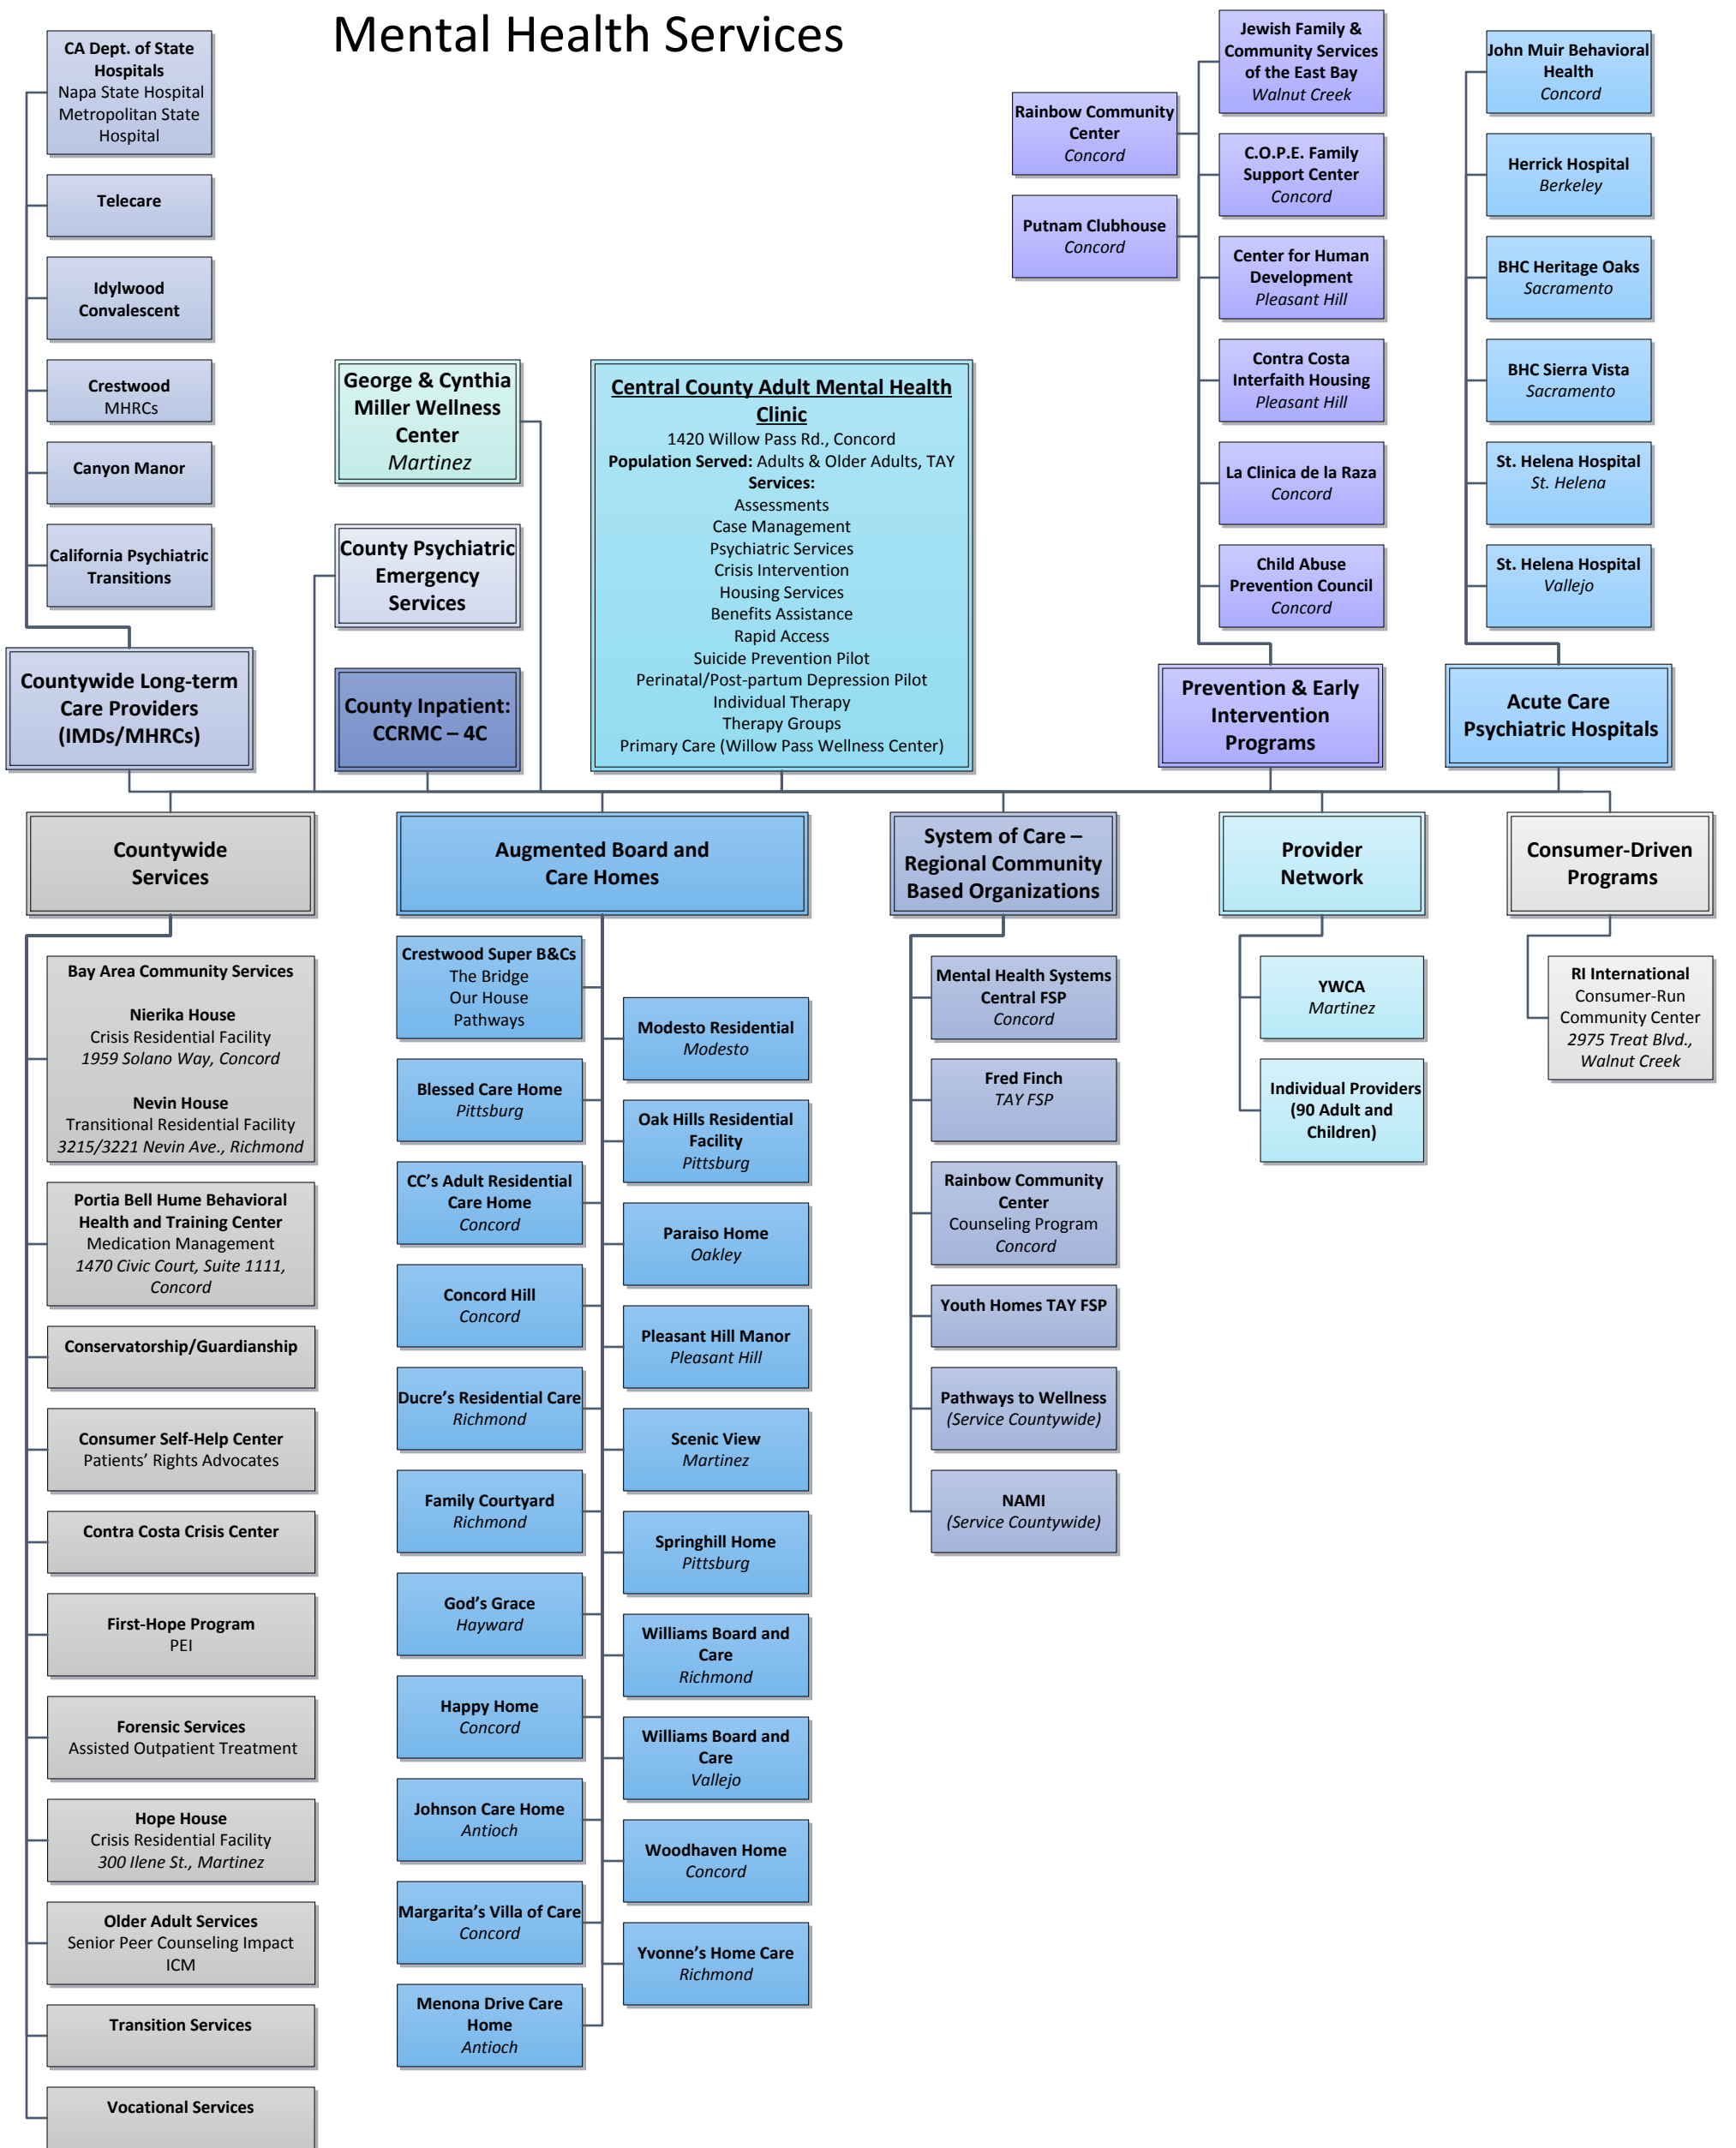 Mental Health Services
CA Dept. of State
Hospitals
Napa State Hospital
Metropolitan State
Hospital
Telecare
Idylwood
Convalescent
Crestwood
MHRCs
Canyon Manor
California Psychiatric
Transitions
Countywide Long-term
Care Providers
(IMDs/MHRCs)
George & Cynthia
Miller Wellness
Center
Martinez
County Psychiatric
Emergency
Services
County Inpatient:
CCRMC – 4C
Central County Adult Mental Health
Clinic
1420 Willow Pass Rd., Concord
Population Served: Adults & Older Adults, TAY
Services:
Assessments
Case Management
Psychiatric Services
Crisis Intervention
Housing Services
Benefits Assistance
Rapid Access
Suicide Prevention Pilot
Perinatal/Post-partum Depression Pilot
Individual Therapy
Therapy Groups
Primary Care (Willow Pass Wellness Center)
Rainbow Community
Center
Concord
Putnam Clubhouse
Concord
Jewish Family &
Community Services
of the East Bay
Walnut Creek
C.O.P.E. Family
Support Center
Concord
Center for Human
Development
Pleasant Hill
Contra Costa
Interfaith Housing
Pleasant Hill
La Clinica de la Raza
Concord
Child Abuse
Prevention Council
Concord
Prevention & Early
Intervention
Programs
John Muir Behavioral
Health
Concord
Herrick Hospital
Berkeley
BHC Heritage Oaks
Sacramento
BHC Sierra Vista
Sacramento
St. Helena Hospital
St. Helena
St. Helena Hospital
Vallejo
Acute Care
Psychiatric Hospitals
Countywide
Services
Bay Area Community Services
Nierika House
Crisis Residential Facility
1959 Solano Way, Concord
Nevin House
Transitional Residential Facility
3215/3221 Nevin Ave., Richmond
Portia Bell Hume Behavioral
Health and Training Center
Medication Management
1470 Civic Court, Suite 1111,
Concord
Conservatorship/Guardianship
Consumer Self-Help Center
Patients’ Rights Advocates
Contra Costa Crisis Center
First-Hope Program
PEI
Forensic Services
Assisted Outpatient Treatment
Hope House
Crisis Residential Facility
300 Ilene St., Martinez
Older Adult Services
Senior Peer Counseling Impact
ICM
Transition Services
Vocational Services
Augmented Board and
Care Homes
Crestwood Super B&Cs
The Bridge
Our House
Pathways
Blessed Care Home
Pittsburg
CC’s Adult Residential
Care Home
Concord
Concord Hill
Concord
Ducre’s Residential Care
Richmond
Family Courtyard
Richmond
God’s Grace
Hayward
Happy Home
Concord
Johnson Care Home
Antioch
Margarita’s Villa of Care
Concord
Menona Drive Care
Home
Antioch
Modesto Residential
Modesto
Oak Hills Residential
Facility
Pittsburg
Paraiso Home
Oakley
Pleasant Hill Manor
Pleasant Hill
Scenic View
Martinez
Springhill Home
Pittsburg
Williams Board and
Care
Richmond
Williams Board and
Care
Vallejo
Woodhaven Home
Concord
Yvonne’s Home Care
Richmond
System of Care –
Regional Community
Based Organizations
Mental Health Systems
Central FSP
Concord
Fred Finch
TAY FSP
Rainbow Community
Center
Counseling Program
Concord
Youth Homes TAY FSP
Pathways to Wellness
(Service Countywide)
NAMI
(Service Countywide)
Provider
Network
YWCA
Martinez
Individual Providers
(90 Adult and
Children)
Consumer-Driven
Programs
RI International
Consumer-Run
Community Center
2975 Treat Blvd.,
Walnut Creek